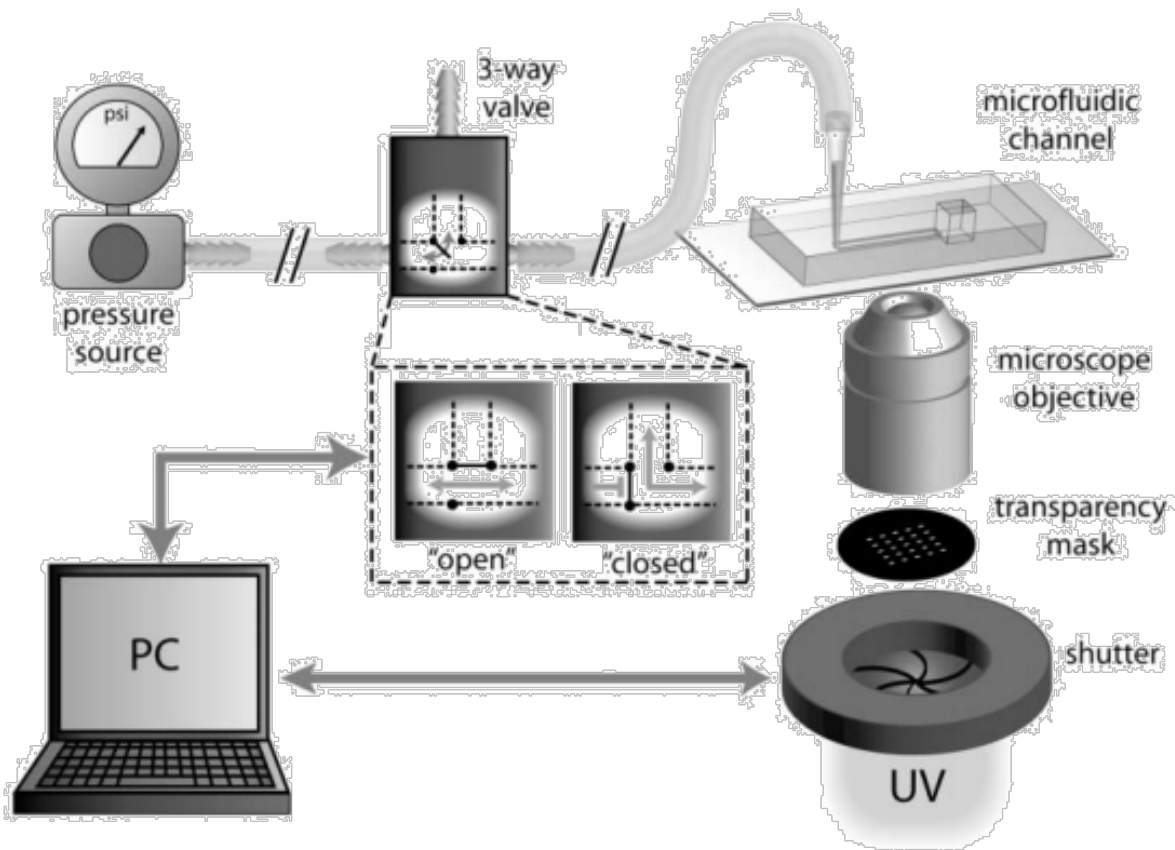 psi
3-way
valve
microfluidic
channel
pressure
source
microscope
objective
"open"
"closed"
transparency
mask
PC
shutter
UV